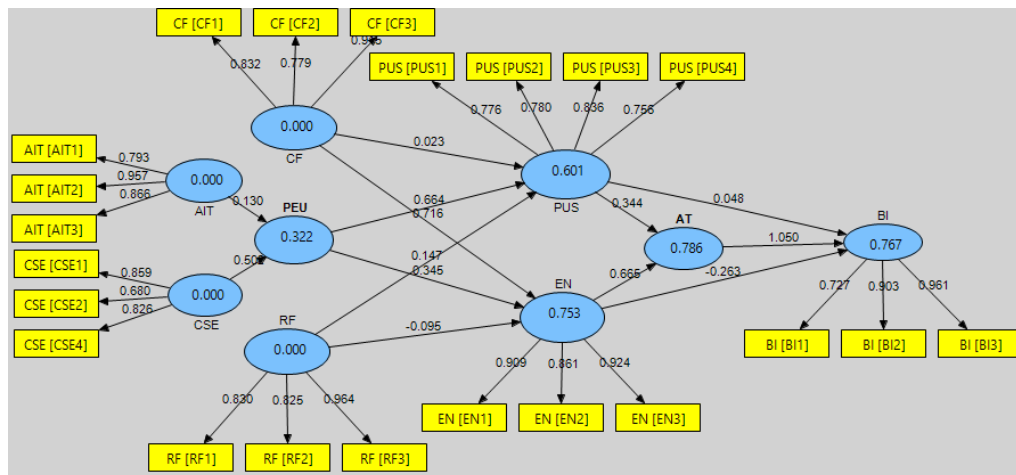 CF [CF1]
CF [CF2]
CF [CF3]
0.832
0.779
PUS [PUS1]
PUS [PUS2]
PUS [PUS3]
PUS [PUS4]
0.776
0.780
0.836
0.756
0.000
CF
0.023
AIT [AIT1]
AIT [AIT2]
AIT [AIT3]
0.793
0.957
0.866
0.000
AIT
0.130
PEU
0.322
0.664
0.716
0.601
PUS
0.344
0.048
AT
0.786
1.050
BI
0.767
CSE [CSE1]
CSE [CSE2]
CSE [CSE4]
0.859
0.680
0.826
0.000
CSE
0.147
0.345
0.665
-0.263
EN
0.753
RF
0.000
-0.095
0.727
0.903
0.961
BI [BI1]
BI [BI2]
BI [BI3]
0.909
0.861
0.924
EN [EN1]
EN [EN2]
EN [EN3]
0.830
0.825
0.964
RF [RF1]
RF [RF2]
RF [RF3]